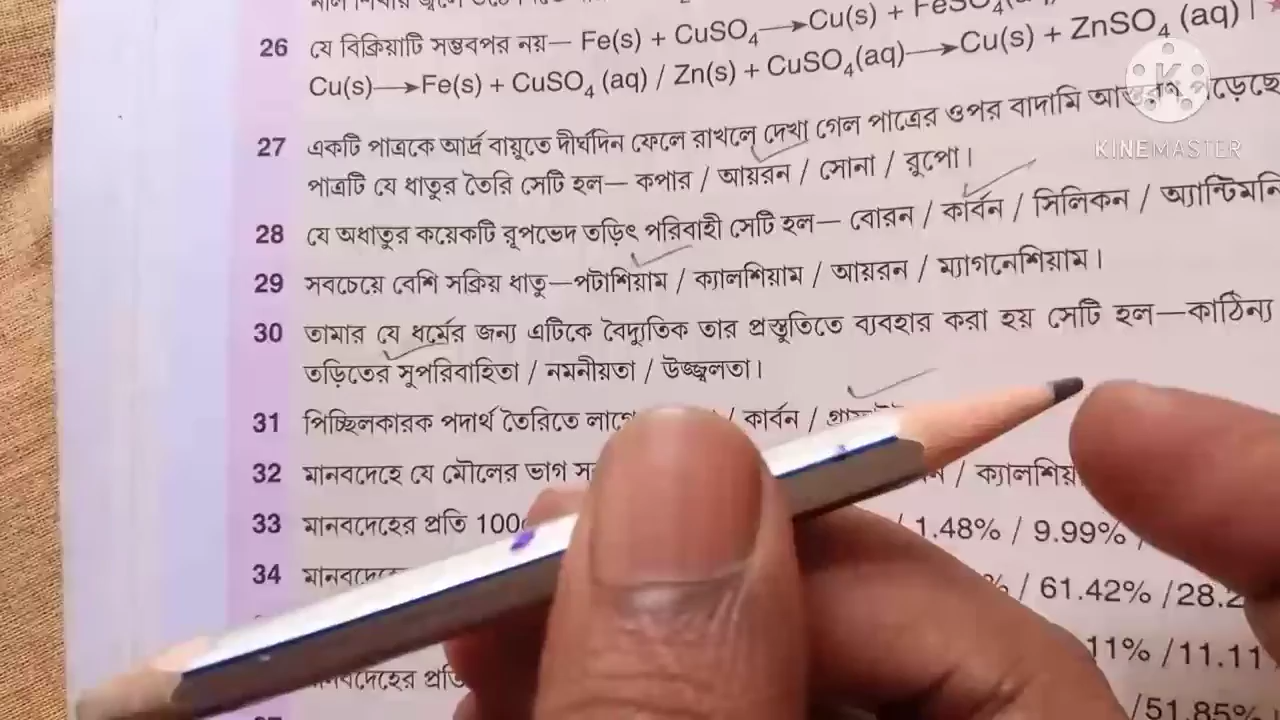 26 যে বিক্রিয়াটি সম্ভবপর নয়— Fe(s) + CuSO₄⟶Cu(s) + FeSO₄
Cu(s)⟶Fe(s) + CuSO₄ (aq) / Zn(s) + CuSO₄(aq)⟶Cu(s) + ZnSO₄ (aq)।
27 একটি পাত্রকে আর্দ্র বায়ুতে দীর্ঘদিন ফেলে রাখলে দেখা গেল পাত্রের ওপর বাদামি আস্তরণ পড়েছে
পাত্রটি যে ধাতুর তৈরি সেটি হল— কপার / আয়রন / সোনা / রুপো।
28 যে অধাতুর কয়েকটি রূপভেদ তড়িৎ পরিবাহী সেটি হল— বোরন / কার্বন / সিলিকন / অ্যান্টিমনি
29 সবচেয়ে বেশি সক্রিয় ধাতু—পটাশিয়াম / ক্যালশিয়াম / আয়রন / ম্যাগনেশিয়াম।
30 তামার যে ধর্মের জন্য এটিকে বৈদ্যুতিক তার প্রস্তুতিতে ব্যবহার করা হয় সেটি হল—কাঠিন্য
তড়িতের সুপরিবাহিতা / নমনীয়তা / উজ্জ্বলতা।
31 পিচ্ছিলকারক পদার্থ তৈরিতে লাগে / কার্বন /
32 মানবদেহে যে মৌলের ভাগ / ক্যালশিয়
33 মানবদেহের প্রতি 100 / 1.48% / 9.99%
34 % / 61.42% /28.2
প্রতি 11% /11.11
/51.85%
KINEMASTER